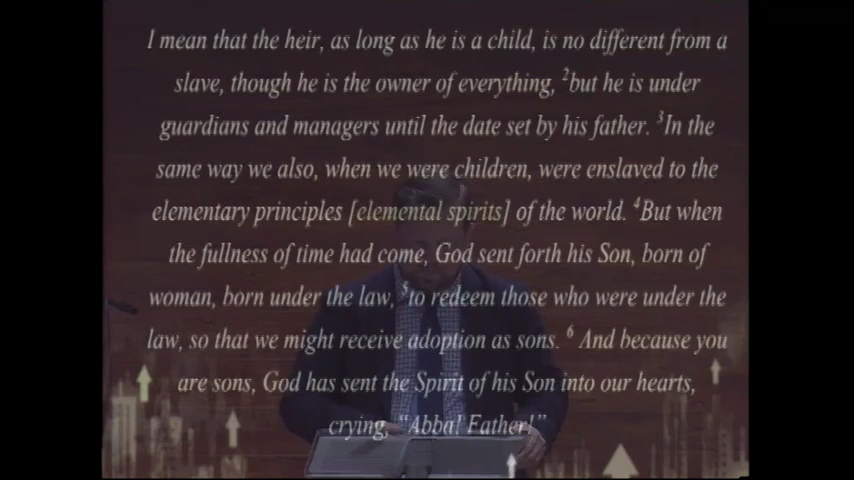 I mean that the heir, as long as he is a child, is no different from a
slave, though he is the owner of everything, ²but he is under
guardians and managers until the date set by his father. ³In the
same way we also, when we were children, were enslaved to the
elementary principles [elemental spirits] of the world. ⁴But when
the fullness of time had come, God sent forth his Son, born of
woman, born under the law, ⁵to redeem those who were under the
law, so that we might receive adoption as sons. ⁶ And because you
are sons, God has sent the Spirit of his Son into our hearts,
crying, “Abba! Father!”